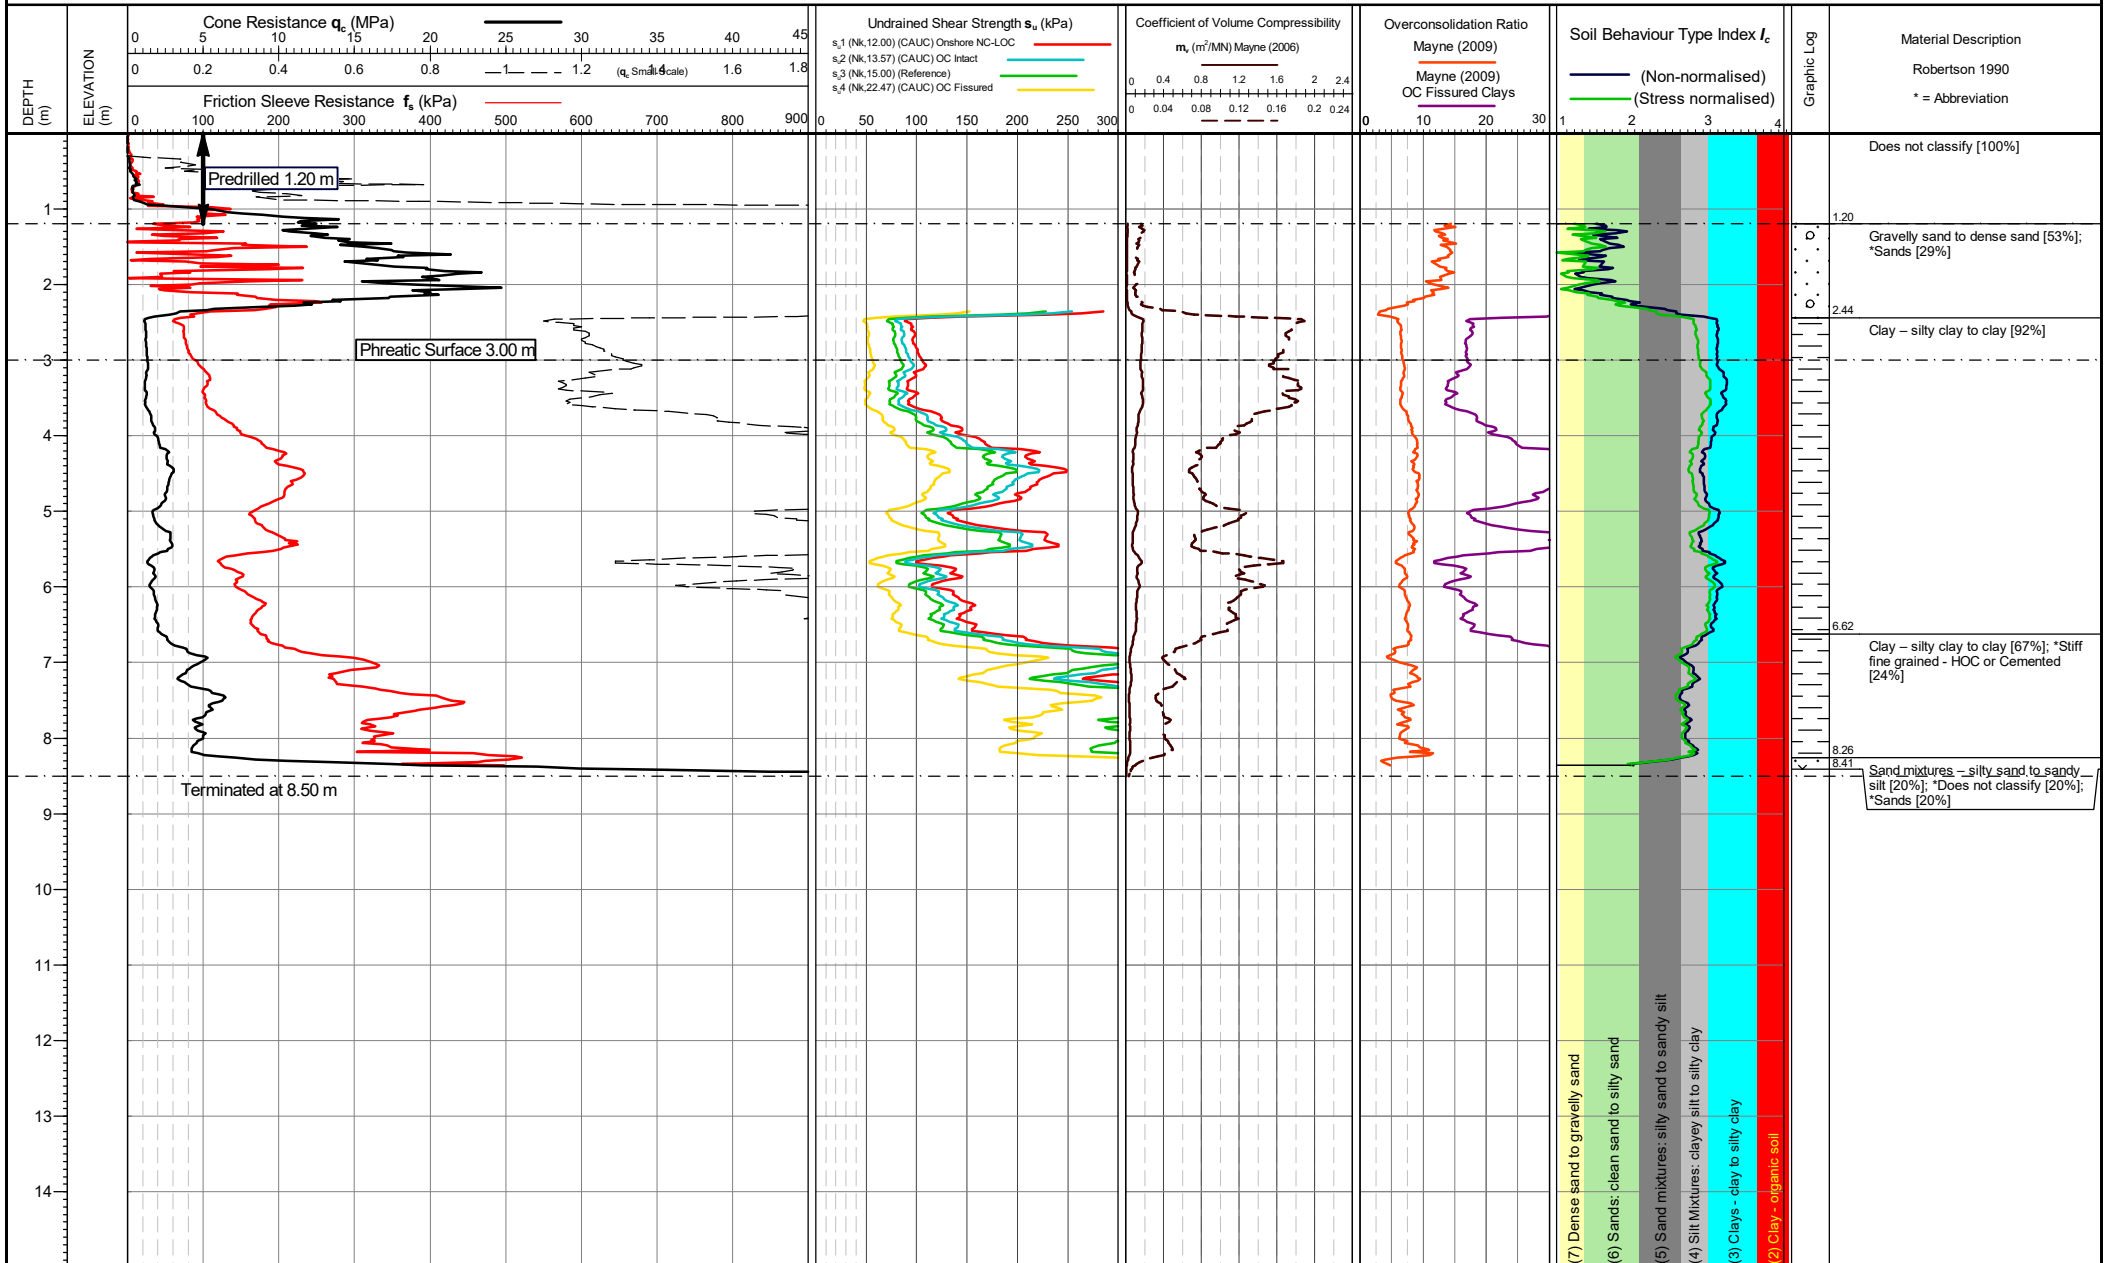 DEPTH (m)
ELEVATION (m)
Cone Resistance qc (MPa)
0 5 10 15 20 25 30 35 40 45
0 0.2 0.4 0.6 0.8 1 1.2 1.4 1.6 1.8
(qc Small Scale)
Friction Sleeve Resistance fs (kPa)
0 100 200 300 400 500 600 700 800 900
Undrained Shear Strength su (kPa)
su1 (Nk,12.00) (CAUC) Onshore NC-LOC
su2 (Nk,13.57) (CAUC) OC Intact
su3 (Nk,15.00) (Reference)
su4 (Nk,22.47) (CAUC) OC Fissured
0 50 100 150 200 250 300
Coefficient of Volume Compressibility
mv (m²/MN) Mayne (2006)
0 0.4 0.8 1.2 1.6 2 2.4
0 0.04 0.08 0.12 0.16 0.2 0.24
Overconsolidation Ratio
Mayne (2009)
Mayne (2009)
OC Fissured Clays
0 10 20 30
Soil Behaviour Type Index Ic
(Non-normalised)
(Stress normalised)
1 2 3 4
Graphic Log
Material Description
Robertson 1990
* = Abbreviation
Predrilled 1.20 m
Phreatic Surface 3.00 m
Terminated at 8.50 m
1
2
3
4
5
6
7
8
9
10
11
12
13
14
(7) Dense sand to gravelly sand
(6) Sands: clean sand to silty sand
(5) Sand mixtures: silty sand to sandy silt
(4) Silt Mixtures: clayey silt to silty clay
(3) Clays - clay to silty clay
(2) Clay - organic soil
Does not classify [100%]
1.20
Gravelly sand to dense sand [53%];
*Sands [29%]
2.44
Clay – silty clay to clay [92%]
6.62
Clay – silty clay to clay [67%]; *Stiff
fine grained - HOC or Cemented
[24%]
8.26
8.41
Sand mixtures – silty sand to sandy
silt [20%]; *Does not classify [20%];
*Sands [20%]